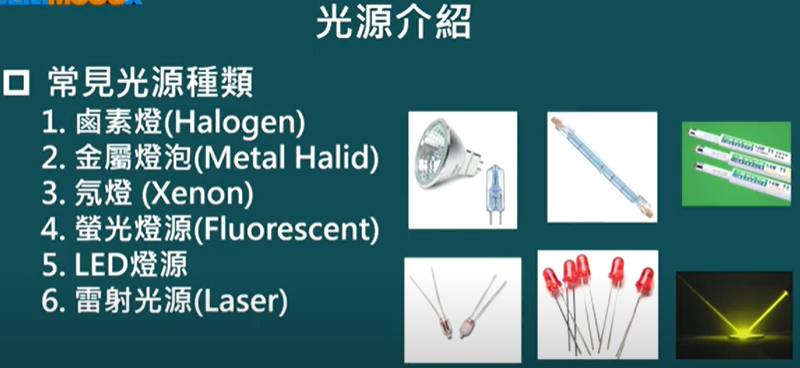 光源介紹
常見光源種類
1. 鹵素燈(Halogen)
2. 金屬燈泡(Metal Halid)
3. 氖燈 (Xenon)
4. 螢光燈源(Fluorescent)
5. LED燈源
6. 雷射光源(Laser)